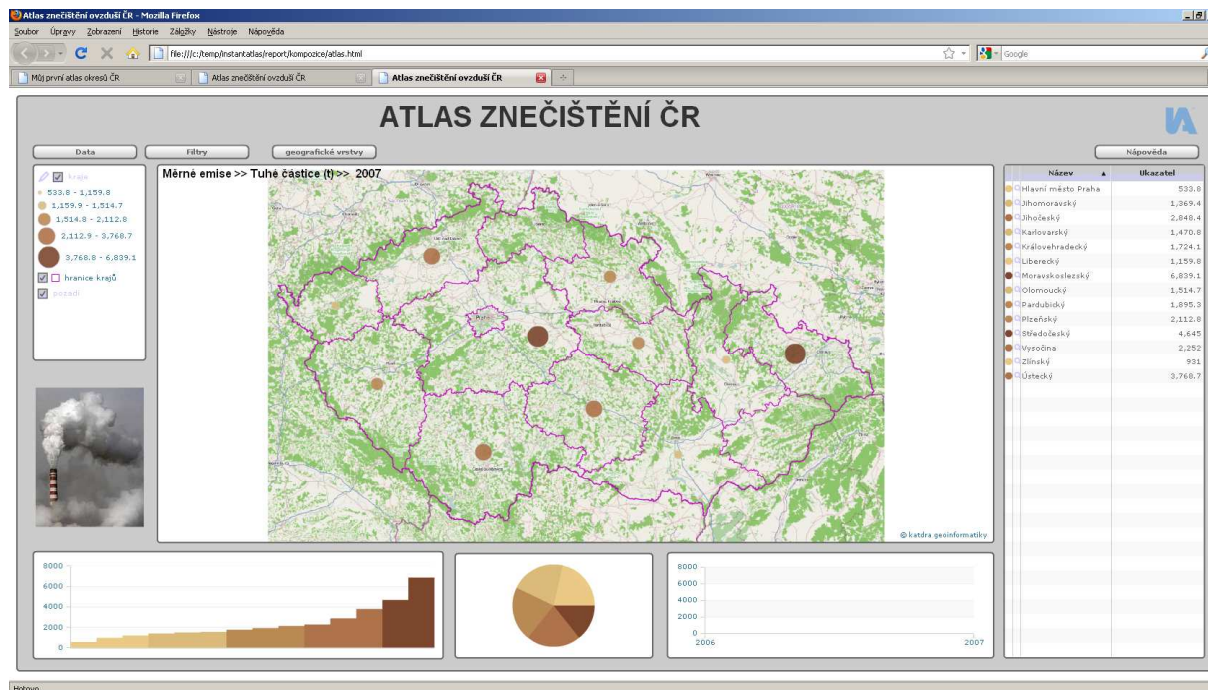 Atlas znečištění ovzduší ČR - Mozilla Firefox
Soubor Úpravy Zobrazení Historie Záložky Nástroje Nápověda
file:///c:/temp/instantatlas/report/kompozice/atlas.html
Google
Můj první atlas okresů ČR
Atlas znečištění ovzduší ČR
Atlas znečištění ovzduší ČR
ATLAS ZNEČIŠTĚNÍ ČR
IA
Data
Filtry
geografické vrstvy
Nápověda
kraje
533.8 - 1,159.8
1,159.9 - 1,514.7
1,514.8 - 2,112.8
2,112.9 - 3,768.7
3,768.8 - 6,839.1
hranice krajů
pozadí
Měrné emise >> Tuhé částice (t) >> 2007
© katdra geoinformatiky
Název Ukazatel
Hlavní město Praha 533.8
Jihomoravský 1,369.4
Jihočeský 2,848.4
Karlovarský 1,470.8
Královehradecký 1,724.1
Liberecký 1,159.8
Moravskoslezský 6,839.1
Olomoucký 1,514.7
Pardubický 1,895.3
Plzeňský 2,112.8
Středočeský 4,645
Vysočina 2,252
Zlínský 931
Ústecký 3,768.7
8000
6000
4000
2000
0
8000
6000
4000
2000
0
2006 2007
Hotovo